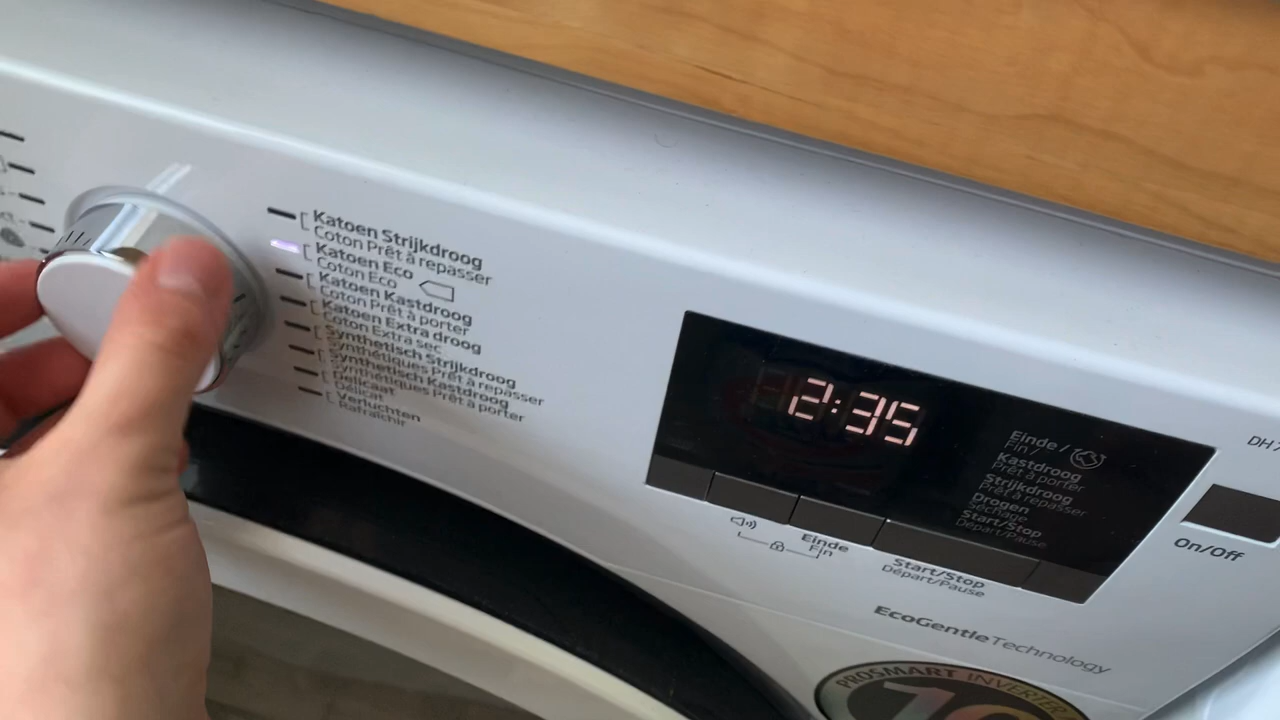 Katoen Strijkdroog
Coton Prêt à repasser
Katoen Eco
Coton Eco
Katoen Kastdroog
Coton Prêt à porter
Katoen Extra droog
Coton Extra sec
Synthetisch Strijkdroog
Synthétiques Prêt à repasser
Synthetisch Kastdroog
Synthétiques Prêt à porter
Delicaat
Délicat
Verluchten
Rafraîchir
2:35
Einde /
Fin /
Kastdroog
Prêt à porter
Strijkdroog
Prêt à repasser
Drogen
Séchage
Start/Stop
Départ/Pause
Einde
Fin
Start/Stop
Départ/Pause
DH7
On/Off
EcoGentle Technology
PROSMART INVERTER
10